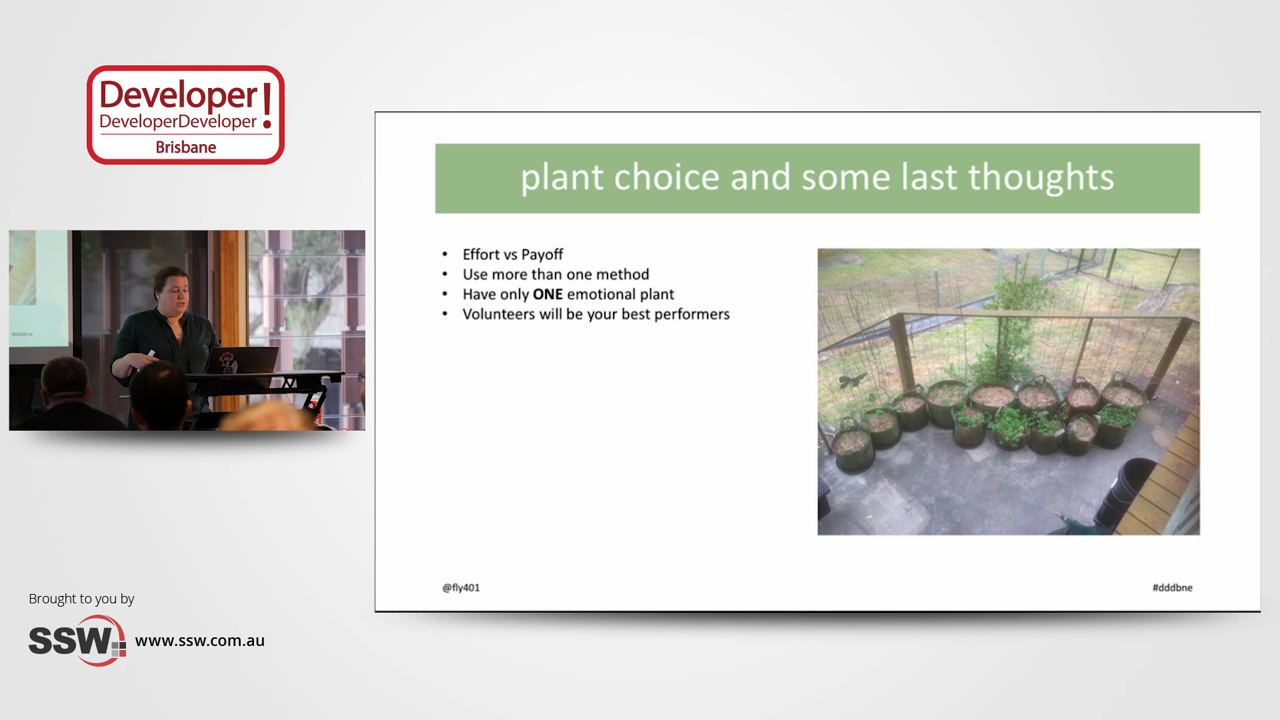 Developer!
DeveloperDeveloper
Brisbane
plant choice and some last thoughts
• Effort vs Payoff
• Use more than one method
• Have only ONE emotional plant
• Volunteers will be your best performers
@fly401
#dddbne
#dddbne
Brought to you by
SSW
www.ssw.com.au